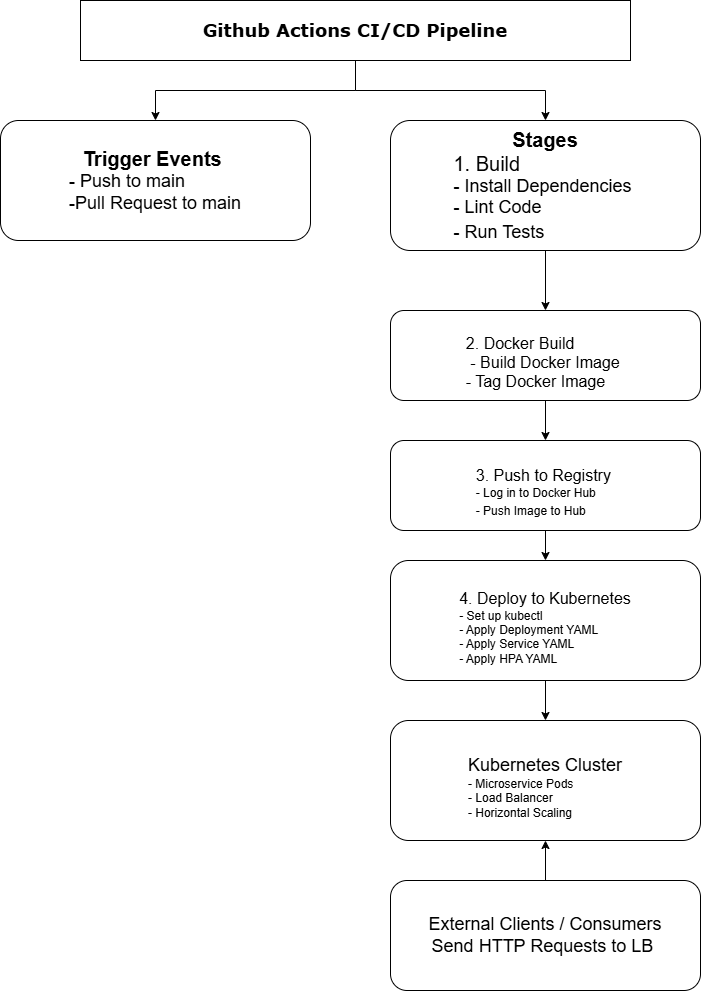 Github Actions CI/CD Pipeline
Trigger Events
- Push to main
-Pull Request to main
Stages
1. Build
- Install Dependencies
- Lint Code
- Run Tests
2. Docker Build
- Build Docker Image
- Tag Docker Image
3. Push to Registry
- Log in to Docker Hub
- Push Image to Hub
4. Deploy to Kubernetes
- Set up kubectl
- Apply Deployment YAML
- Apply Service YAML
- Apply HPA YAML
Kubernetes Cluster
- Microservice Pods
- Load Balancer
- Horizontal Scaling
External Clients / Consumers
Send HTTP Requests to LB